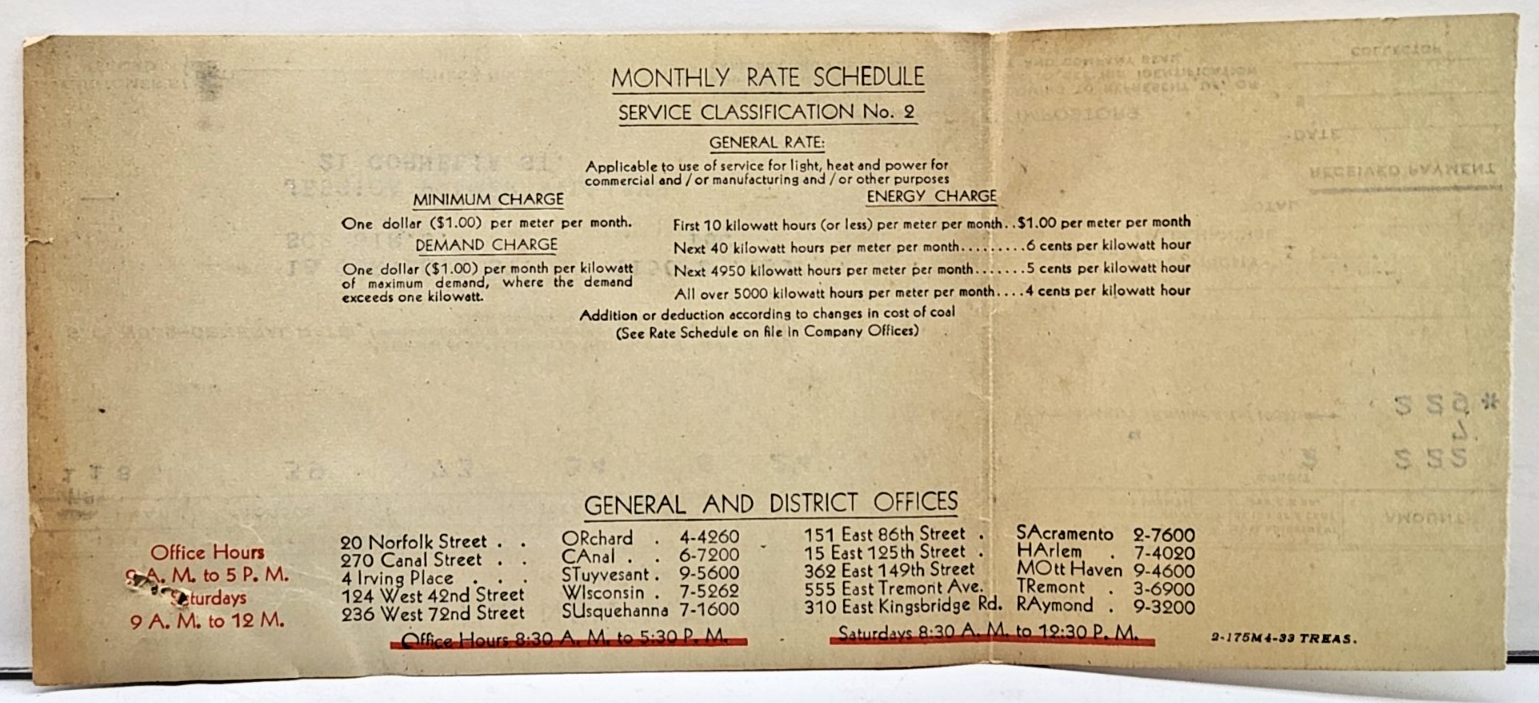 MONTHLY RATE SCHEDULE
SERVICE CLASSIFICATION No. 2
GENERAL RATE:
Applicable to use of service for light, heat and power for
commercial and / or manufacturing and / or other purposes
MINIMUM CHARGE
One dollar ($1.00) per meter per month.
DEMAND CHARGE
One dollar ($1.00) per month per kilowatt
of maximum demand, where the demand
exceeds one kilowatt.
ENERGY CHARGE
First 10 kilowatt hours (or less) per meter per month..$1.00 per meter per month
Next 40 kilowatt hours per meter per month.........6 cents per kilowatt hour
Next 4950 kilowatt hours per meter per month.......5 cents per kilowatt hour
All over 5000 kilowatt hours per meter per month....4 cents per kilowatt hour
Addition or deduction according to changes in cost of coal
(See Rate Schedule on file in Company Offices)
GENERAL AND DISTRICT OFFICES
Office Hours
9 A. M. to 5 P. M.
Saturdays
9 A. M. to 12 M.
20 Norfolk Street . . ORchard . 4-4260
270 Canal Street . . CAnal . 6-7200
4 Irving Place . . . STuyvesant . 9-5600
124 West 42nd Street WIsconsin . 7-5262
236 West 72nd Street SUsquehanna 7-1600
151 East 86th Street . SAcramento 2-7600
15 East 125th Street . HArlem . 7-4020
362 East 149th Street MOtt Haven 9-4600
555 East Tremont Ave. TRemont . 3-6900
310 East Kingsbridge Rd. RAymond . 9-3200
Office Hours 8:30 A. M. to 5:30 P. M.
Saturdays 8:30 A. M. to 12:30 P. M.
2-175M4-33 TREAS.